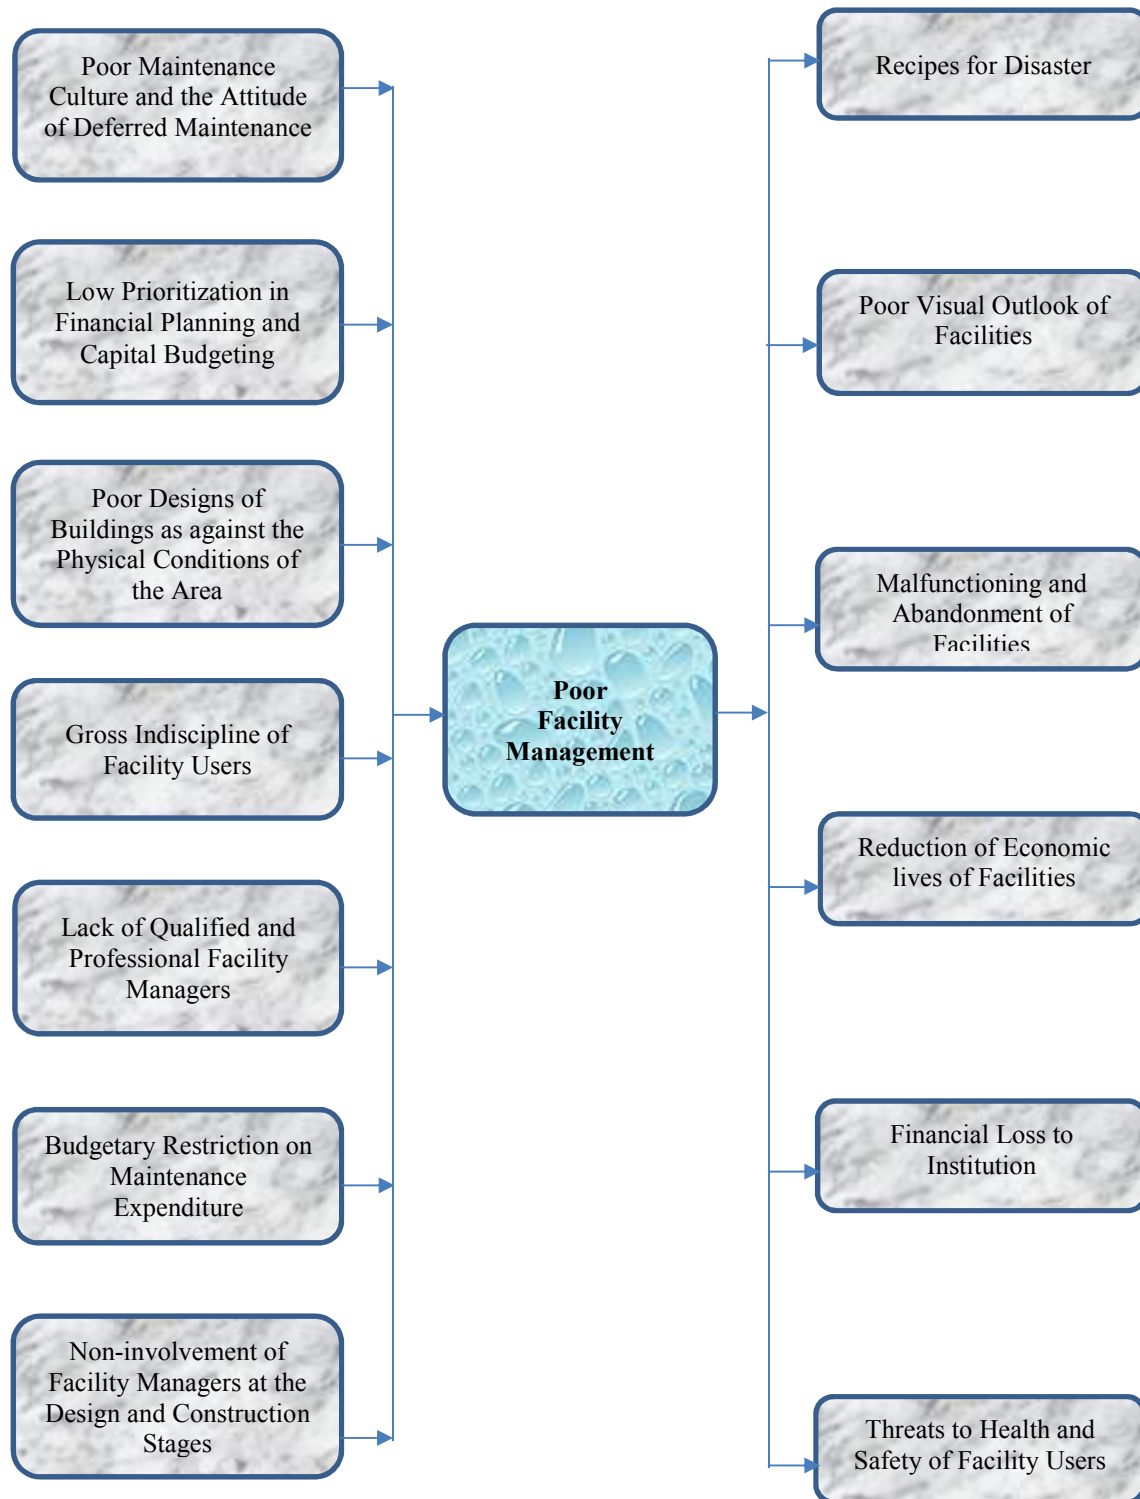 Poor Maintenance
Culture and the Attitude
of Deferred Maintenance
Low Prioritization in
Financial Planning and
Capital Budgeting
Poor Designs of
Buildings as against the
Physical Conditions of
the Area
Gross Indiscipline of
Facility Users
Lack of Qualified and
Professional Facility
Managers
Budgetary Restriction on
Maintenance
Expenditure
Non-involvement of
Facility Managers at the
Design and Construction
Stages
Poor
Facility
Management
Recipes for Disaster
Poor Visual Outlook of
Facilities
Malfunctioning and
Abandonment of
Facilities
Reduction of Economic
lives of Facilities
Financial Loss to
Institution
Threats to Health and
Safety of Facility Users